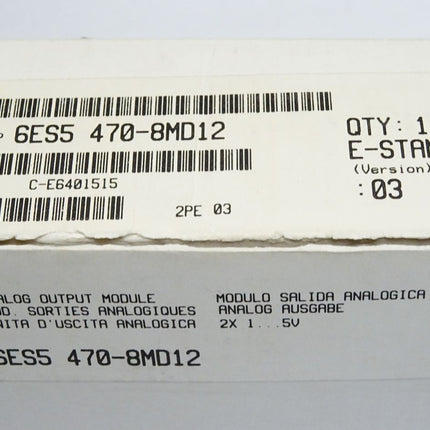 P 6ES5 470-8MD12
QTY: 1
E-STAN
(Version)
:03
C-E6401515
2PE 03
ALOG OUTPUT MODULE
D. SORTIES ANALOGIQUES
NITA D'USCITA ANALOGICA
MODULO SALIDA ANALOGICA
ANALOG AUSGABE
2X 1...5V
6ES5 470-8MD12